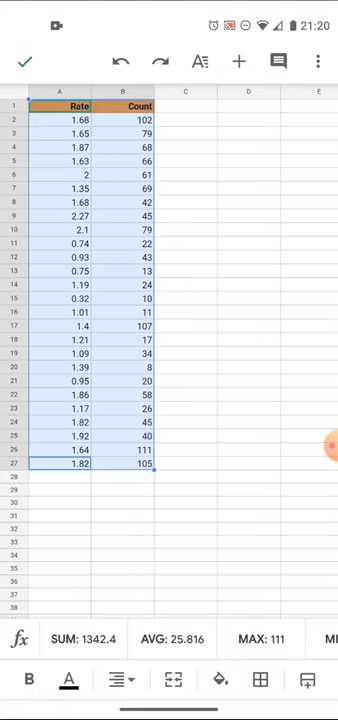 21:20
A B C D E
1 Rate Count
2 1.68 102
3 1.65 79
4 1.87 68
5 1.63 66
6 2 61
7 1.35 69
8 1.68 42
9 2.27 45
10 2.1 79
11 0.74 22
12 0.93 43
13 0.75 13
14 1.19 24
15 0.32 10
16 1.01 11
17 1.4 107
18 1.21 17
19 1.09 34
20 1.39 8
21 0.95 20
22 1.86 58
23 1.17 26
24 1.82 45
25 1.92 40
26 1.64 111
27 1.82 105
28
29
30
31
32
33
34
35
36
37
38
fx SUM: 1342.4 AVG: 25.816 MAX: 111 MI
B A